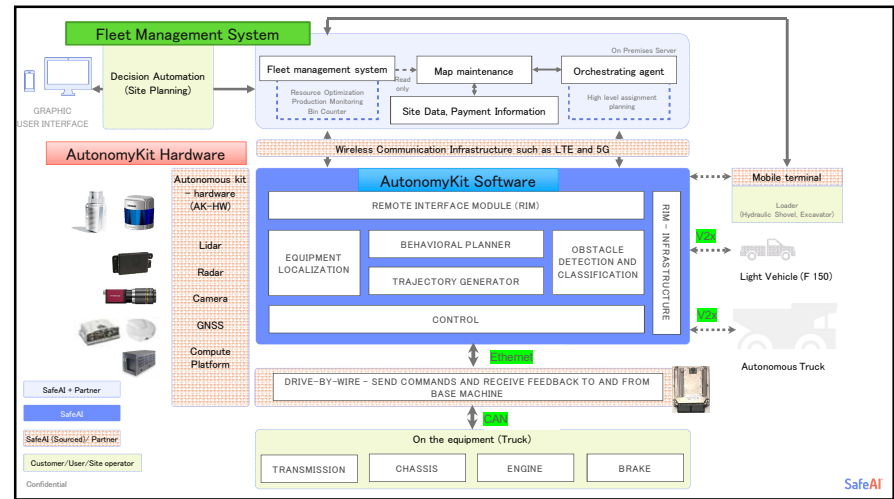 Fleet Management System
On Premises Server
Decision Automation
(Site Planning)
GRAPHIC
USER INTERFACE
Fleet management system
Resource Optimization
Production Monitoring
Bin Counter
Read
only
Map maintenance
Orchestrating agent
High level assignment
planning
Site Data, Payment Information
Wireless Communication Infrastructure such as LTE and 5G
AutonomyKit Hardware
Autonomous kit
- hardware
(AK-HW)
Lidar
Radar
Camera
GNSS
Compute
Platform
AutonomyKit Software
REMOTE INTERFACE MODULE (RIM)
EQUIPMENT
LOCALIZATION
BEHAVIORAL PLANNER
TRAJECTORY GENERATOR
OBSTACLE
DETECTION AND
CLASSIFICATION
CONTROL
RIM - INFRASTRUCTURE
Mobile terminal
Loader
(Hydraulic Shovel, Excavator)
V2x
Light Vehicle (F 150)
V2x
Autonomous Truck
Ethernet
DRIVE-BY-WIRE - SEND COMMANDS AND RECEIVE FEEDBACK TO AND FROM
BASE MACHINE
CAN
On the equipment (Truck)
TRANSMISSION
CHASSIS
ENGINE
BRAKE
SafeAI + Partner
SafeAI
SafeAI (Sourced)/ Partner
Customer/User/Site operator
Confidential
SafeAI